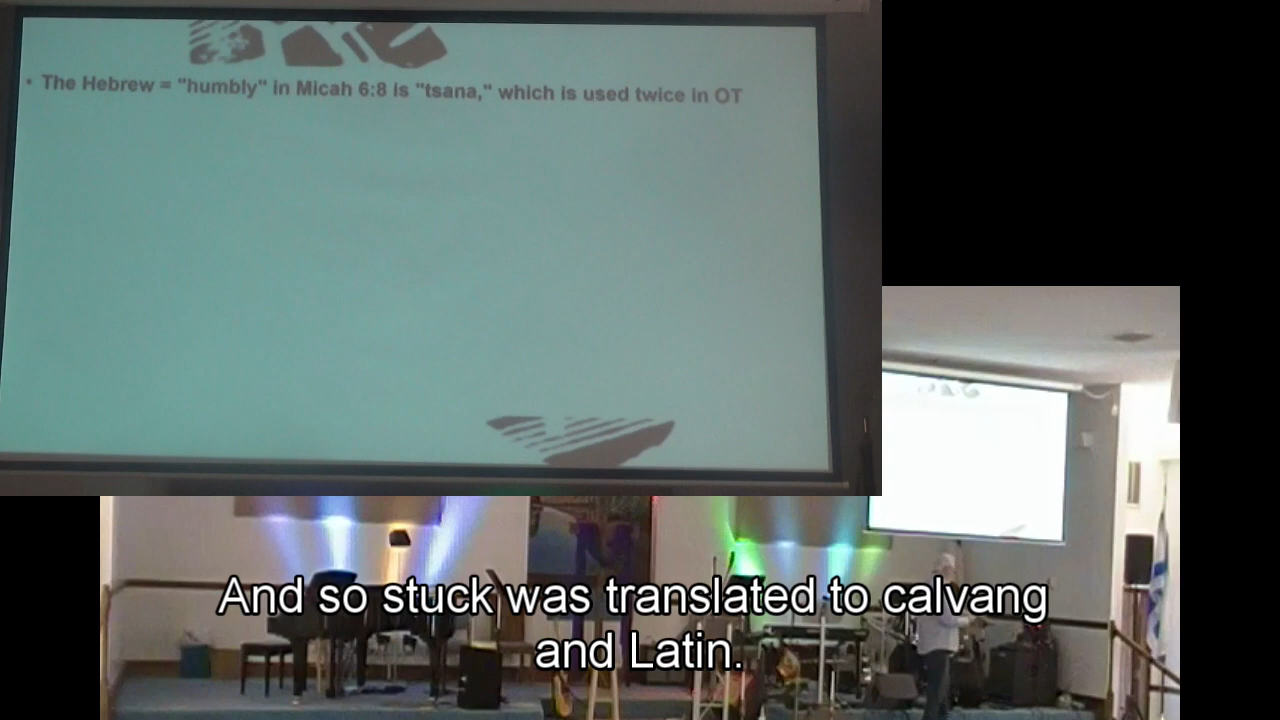 • The Hebrew = "humbly" in Micah 6:8 is "tsana," which is used twice in OT
And so stuck was translated to calvang
and Latin.